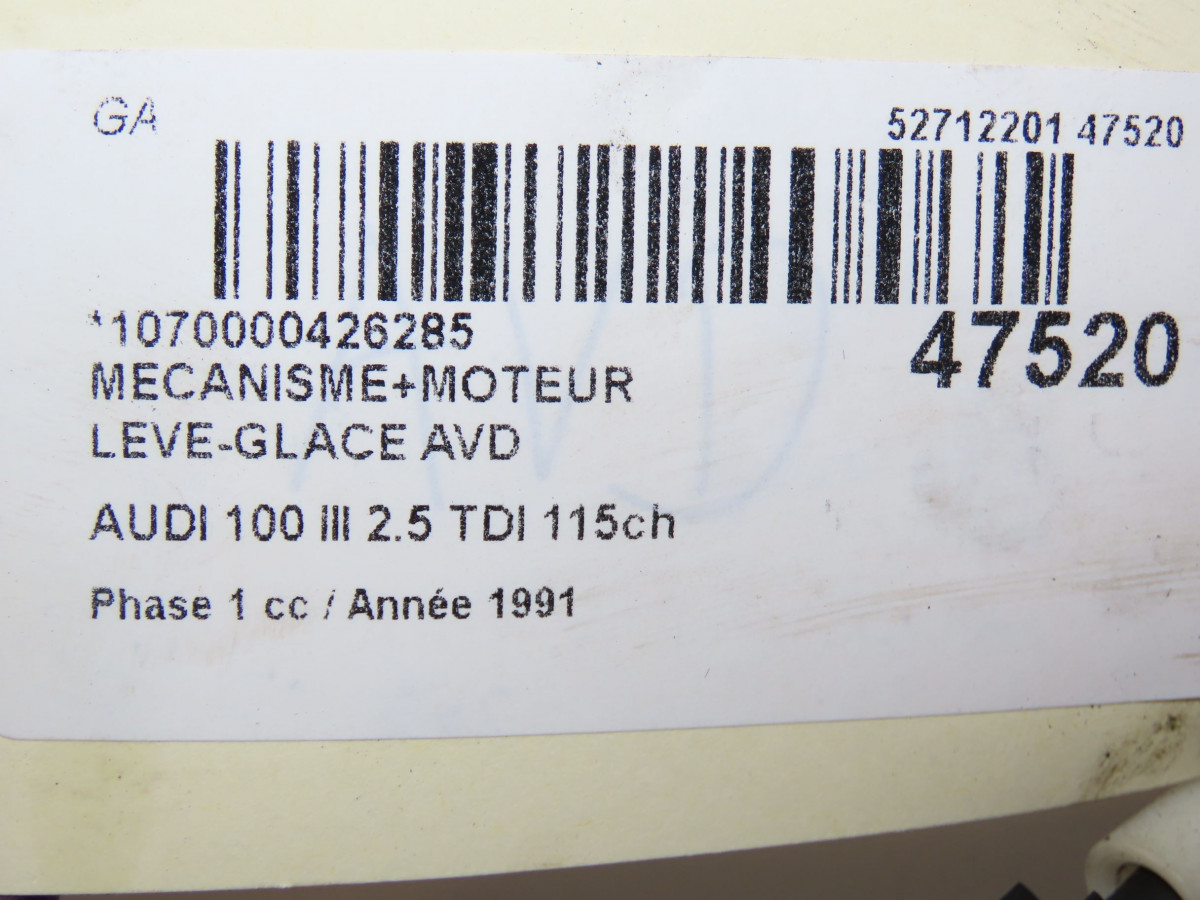 GA
52712201 47520
*1070000426285
47520
MECANISME+MOTEUR
LEVE-GLACE AVD
AUDI 100 III 2.5 TDI 115ch
Phase 1 cc / Année 1991
AVD